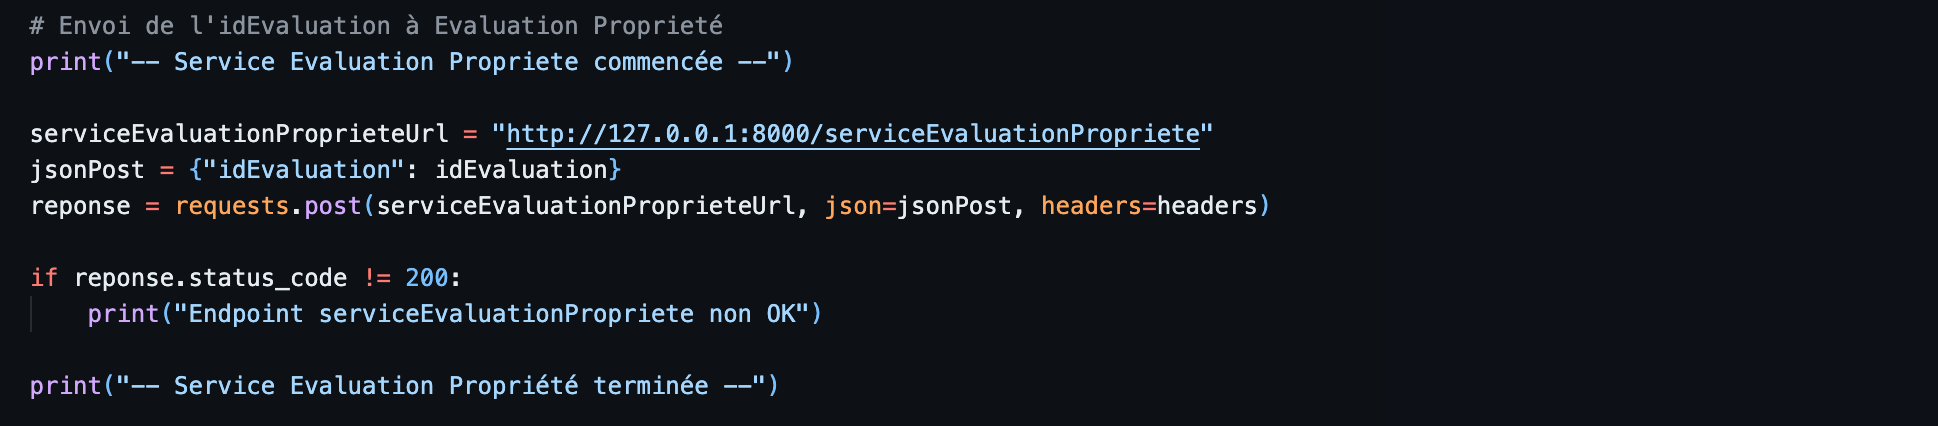 # Envoi de l'idEvaluation à Evaluation Proprieté
print("-- Service Evaluation Propriete commencée --")
serviceEvaluationProprieteUrl = "http://127.0.0.1:8000/serviceEvaluationPropriete"
jsonPost = {"idEvaluation": idEvaluation}
reponse = requests.post(serviceEvaluationProprieteUrl, json=jsonPost, headers=headers)
if reponse.status_code != 200:
    print("Endpoint serviceEvaluationPropriete non OK")
print("-- Service Evaluation Propriété terminée --")